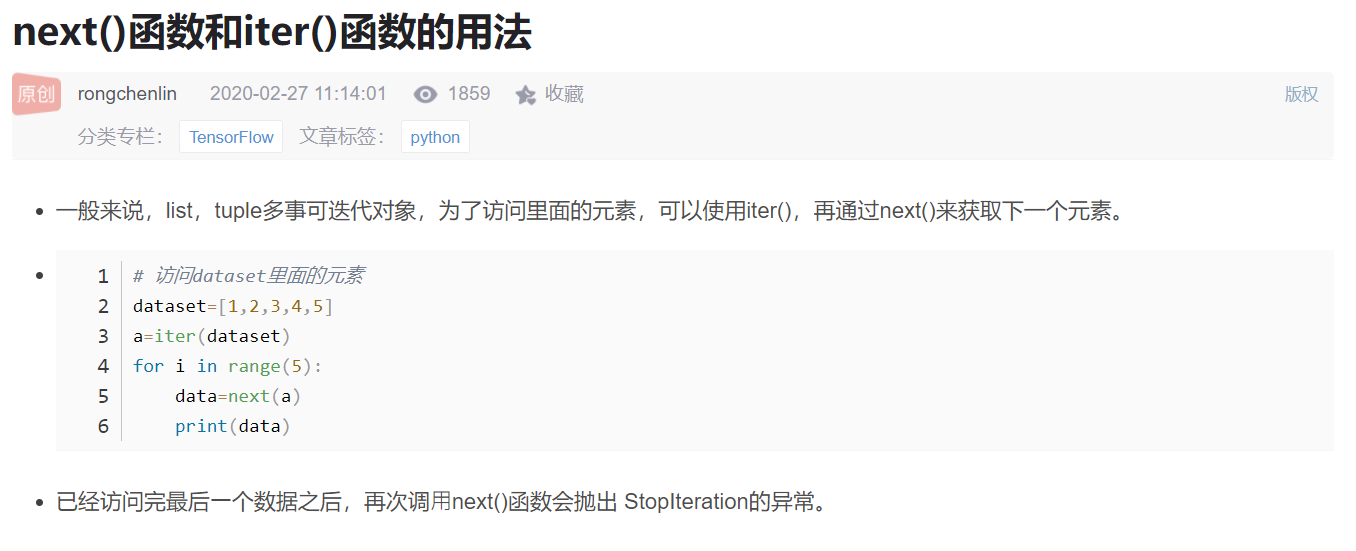 next()函数和iter()函数的用法
原创 rongchenlin 2020-02-27 11:14:01 1859 收藏 版权
分类专栏： TensorFlow 文章标签： python
一般来说，list，tuple多事可迭代对象，为了访问里面的元素，可以使用iter()，再通过next()来获取下一个元素。
1 # 访问dataset里面的元素
2 dataset=[1,2,3,4,5]
3 a=iter(dataset)
4 for i in range(5):
5     data=next(a)
6     print(data)
已经访问完最后一个数据之后，再次调用next()函数会抛出 StopIteration的异常。